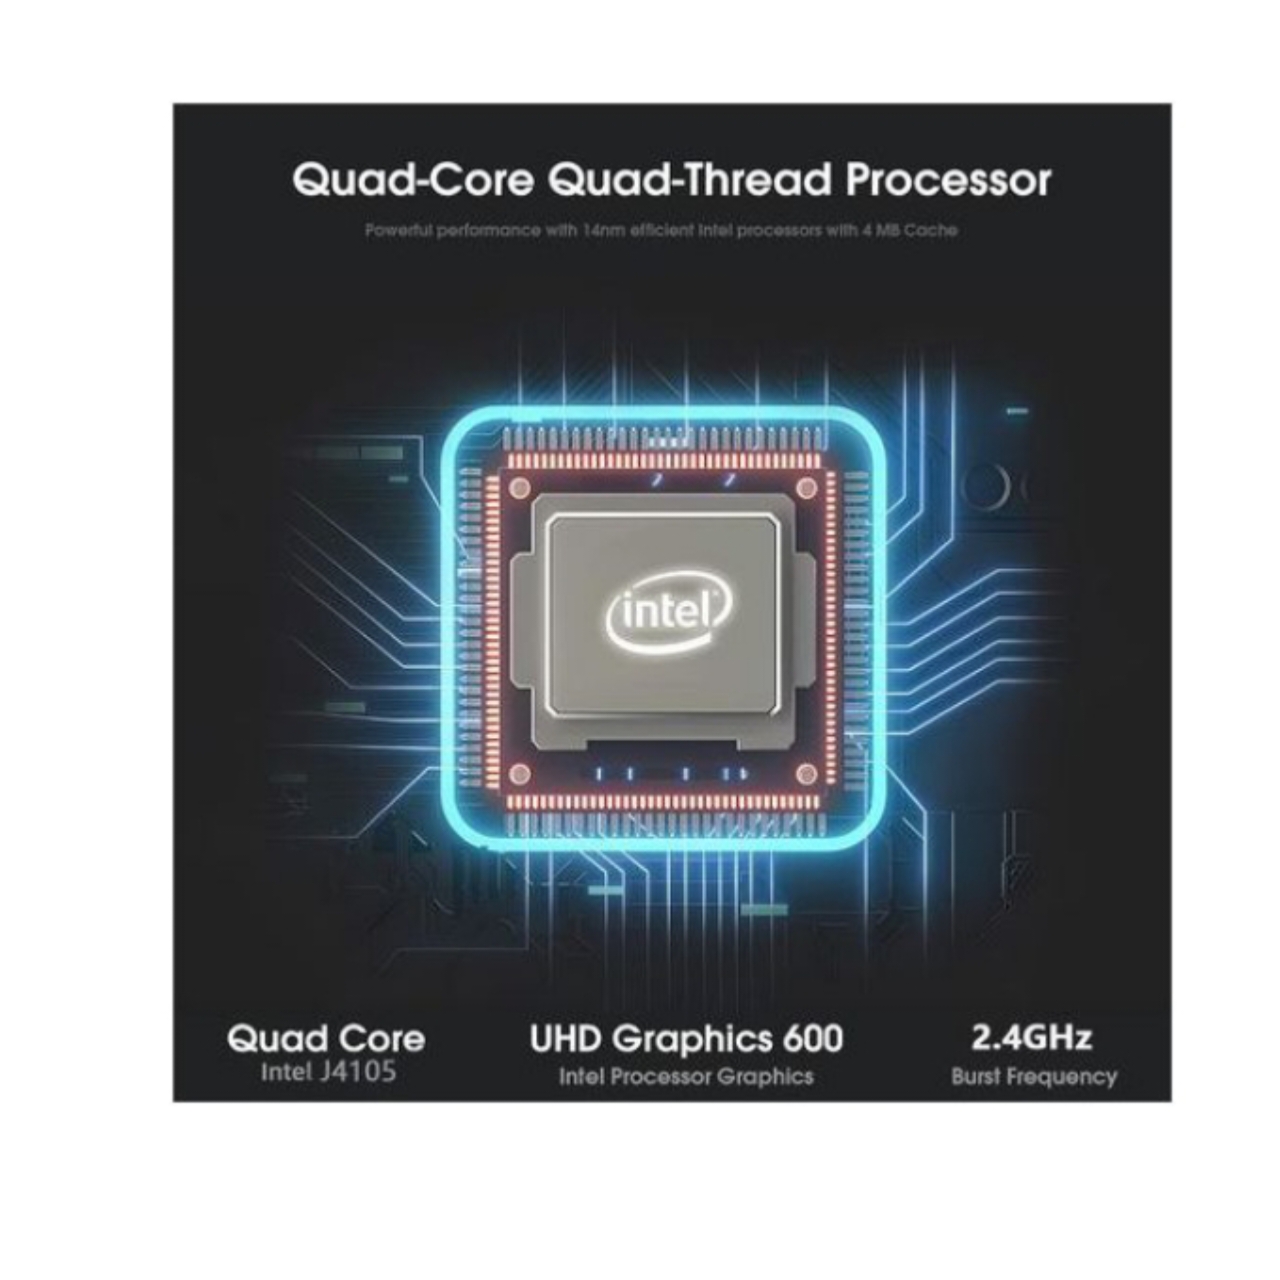 Quad-Core Quad-Thread Processor
Powerful performance with 14nm efficient Intel processors with 4 MB Cache
intel
Quad Core
Intel J4105
UHD Graphics 600
Intel Processor Graphics
2.4GHz
Burst Frequency